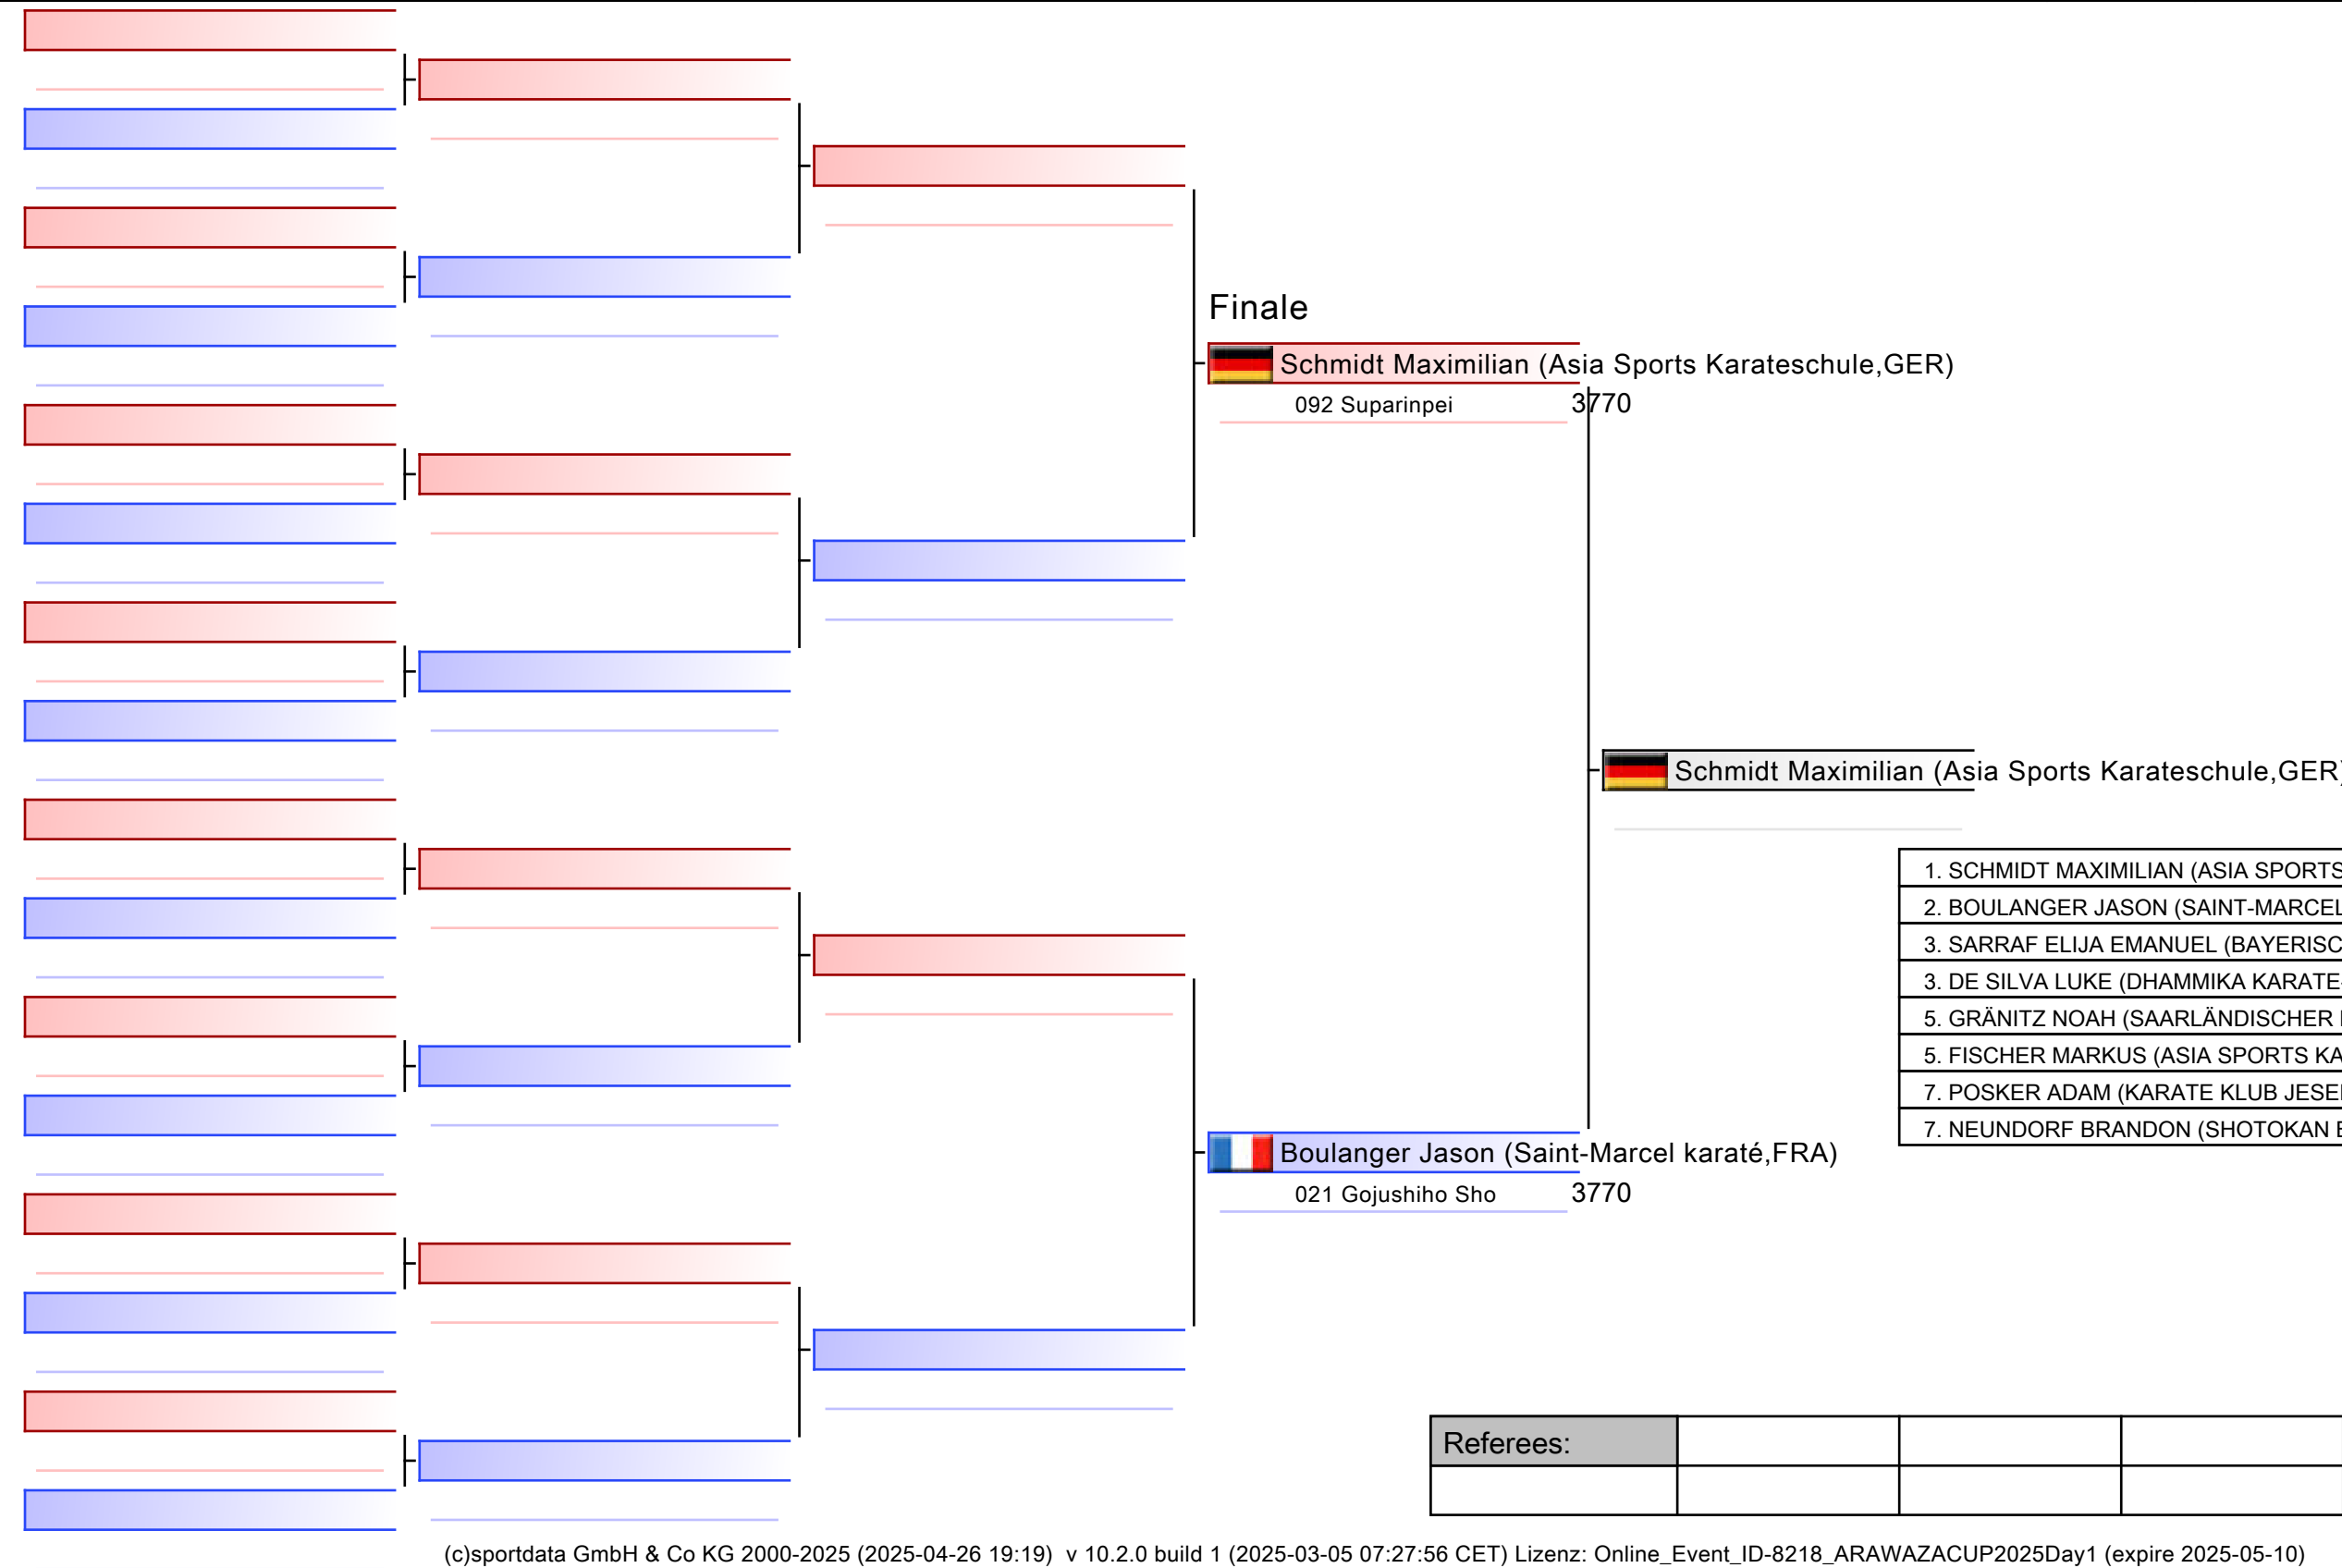 Finale
Schmidt Maximilian (Asia Sports Karateschule,GER)
092 Suparinpei 3770
Schmidt Maximilian (Asia Sports Karateschule,GER)
1. SCHMIDT MAXIMILIAN (ASIA SPORTS
2. BOULANGER JASON (SAINT-MARCEL
3. SARRAF ELIJA EMANUEL (BAYERISC
3. DE SILVA LUKE (DHAMMIKA KARATE-
5. GRÄNITZ NOAH (SAARLÄNDISCHER
5. FISCHER MARKUS (ASIA SPORTS KA
7. POSKER ADAM (KARATE KLUB JESE
7. NEUNDORF BRANDON (SHOTOKAN
Boulanger Jason (Saint-Marcel karaté,FRA)
021 Gojushiho Sho 3770
Referees:
(c)sportdata GmbH & Co KG 2000-2025 (2025-04-26 19:19) v 10.2.0 build 1 (2025-03-05 07:27:56 CET) Lizenz: Online_Event_ID-8218_ARAWAZACUP2025Day1 (expire 2025-05-10)